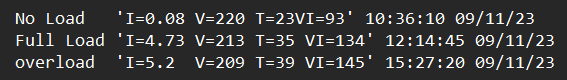 No Load   'I=0.08 V=220 T=23VI=93' 10:36:10 09/11/23
Full Load 'I=4.73 V=213 T=35 VI=134' 12:14:45 09/11/23
overload  'I=5.2  V=209 T=39 VI=145' 15:27:20 09/11/23